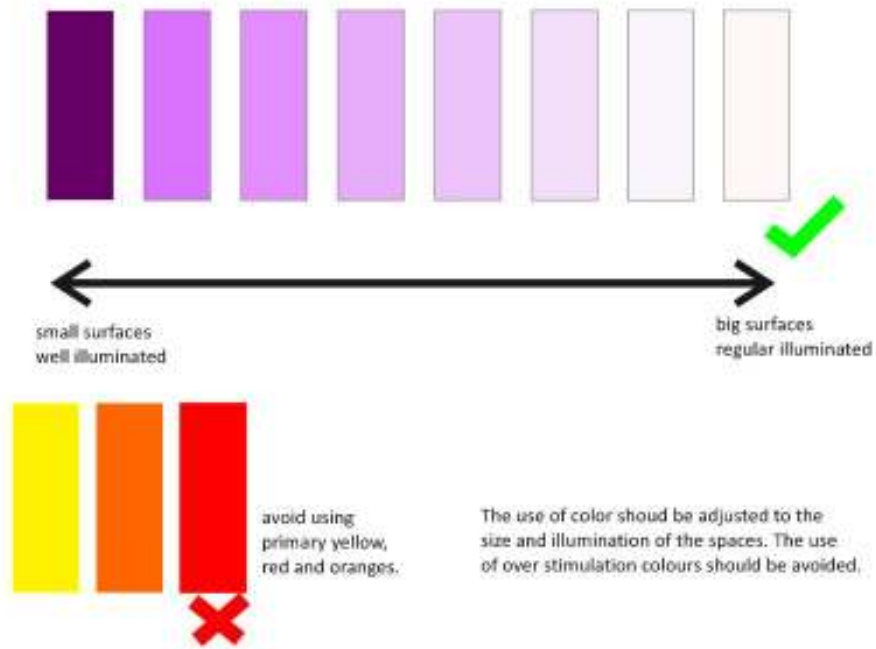 small surfaces
well illuminated
big surfaces
regular illuminated
avoid using
primary yellow,
red and oranges.
The use of color shoud be adjusted to the
size and illumination of the spaces. The use
of over stimulation colours should be avoided.